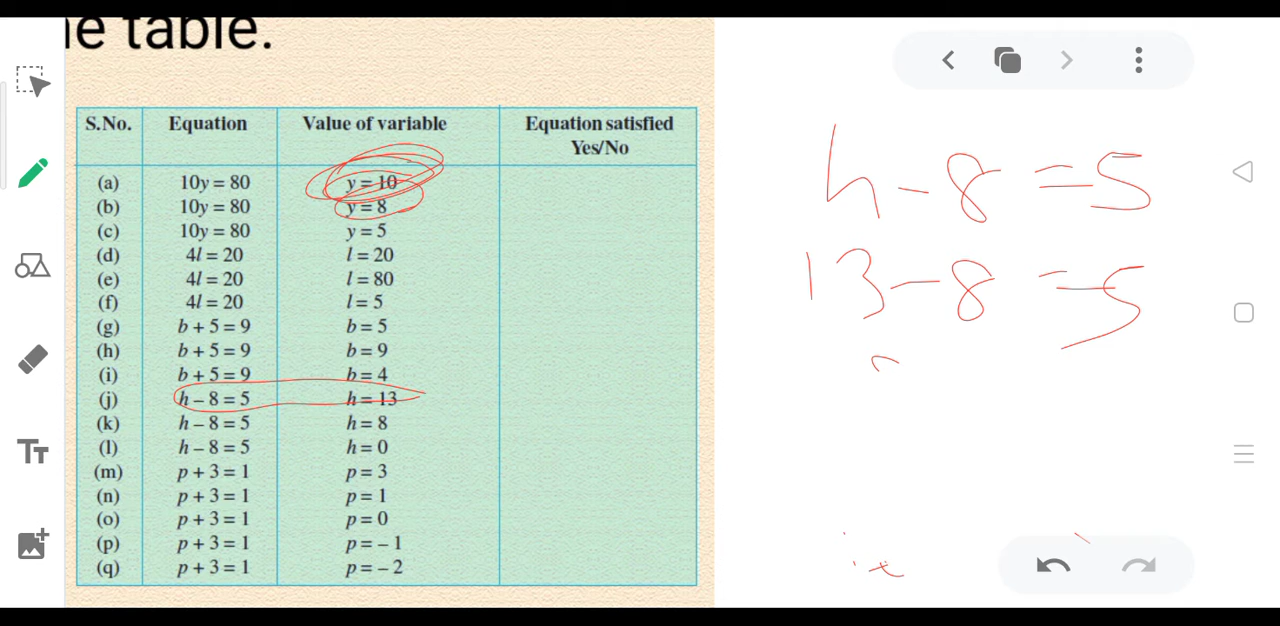 e table.
S.No. Equation Value of variable Equation satisfied
Yes/No
(a) 10y = 80 y = 10
(b) 10y = 80 y = 8
(c) 10y = 80 y = 5
(d) 4l = 20 l = 20
(e) 4l = 20 l = 80
(f) 4l = 20 l = 5
(g) b + 5 = 9 b = 5
(h) b + 5 = 9 b = 9
(i) b + 5 = 9 b = 4
(j) h – 8 = 5 h = 13
(k) h – 8 = 5 h = 8
(l) h – 8 = 5 h = 0
(m) p + 3 = 1 p = 3
(n) p + 3 = 1 p = 1
(o) p + 3 = 1 p = 0
(p) p + 3 = 1 p = – 1
(q) p + 3 = 1 p = – 2
h - 8 = 5
13 - 8 = 5
Tт